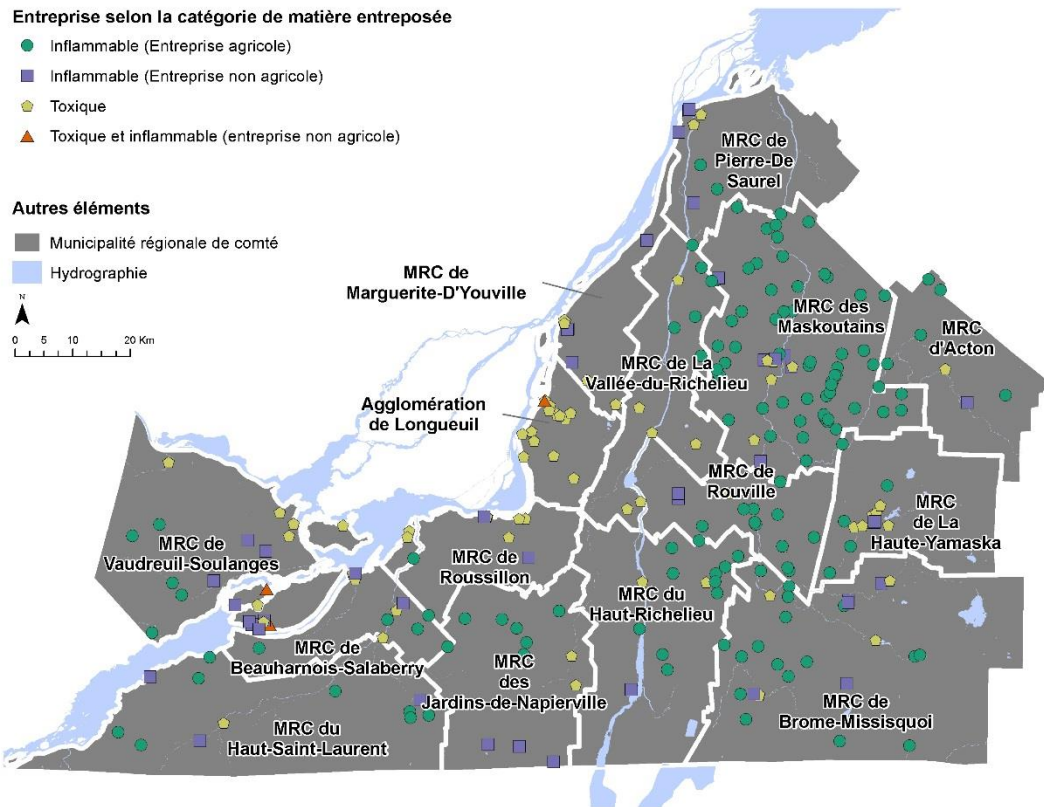 Entreprise selon la catégorie de matière entreposée
Inflammable (Entreprise agricole)
Inflammable (Entreprise non agricole)
Toxique
Toxique et inflammable (entreprise non agricole)
Autres éléments
Municipalité régionale de comté
Hydrographie
N
0 5 10 20 Km
MRC de
Pierre-De
Saurel
MRC de
Marguerite-D'Youville
MRC des
Maskoutains
MRC
d'Acton
MRC de La
Vallée-du-Richelieu
Agglomération
de Longueuil
MRC de
Rouville
MRC
de La
Haute-Yamaska
MRC de
Vaudreuil-Soulanges
MRC de
Roussillon
MRC du
Haut-Richelieu
MRC de
Beauharnois-Salaberry
MRC
des
Jardins-de-Napierville
MRC de
Brome-Missisquoi
MRC du
Haut-Saint-Laurent